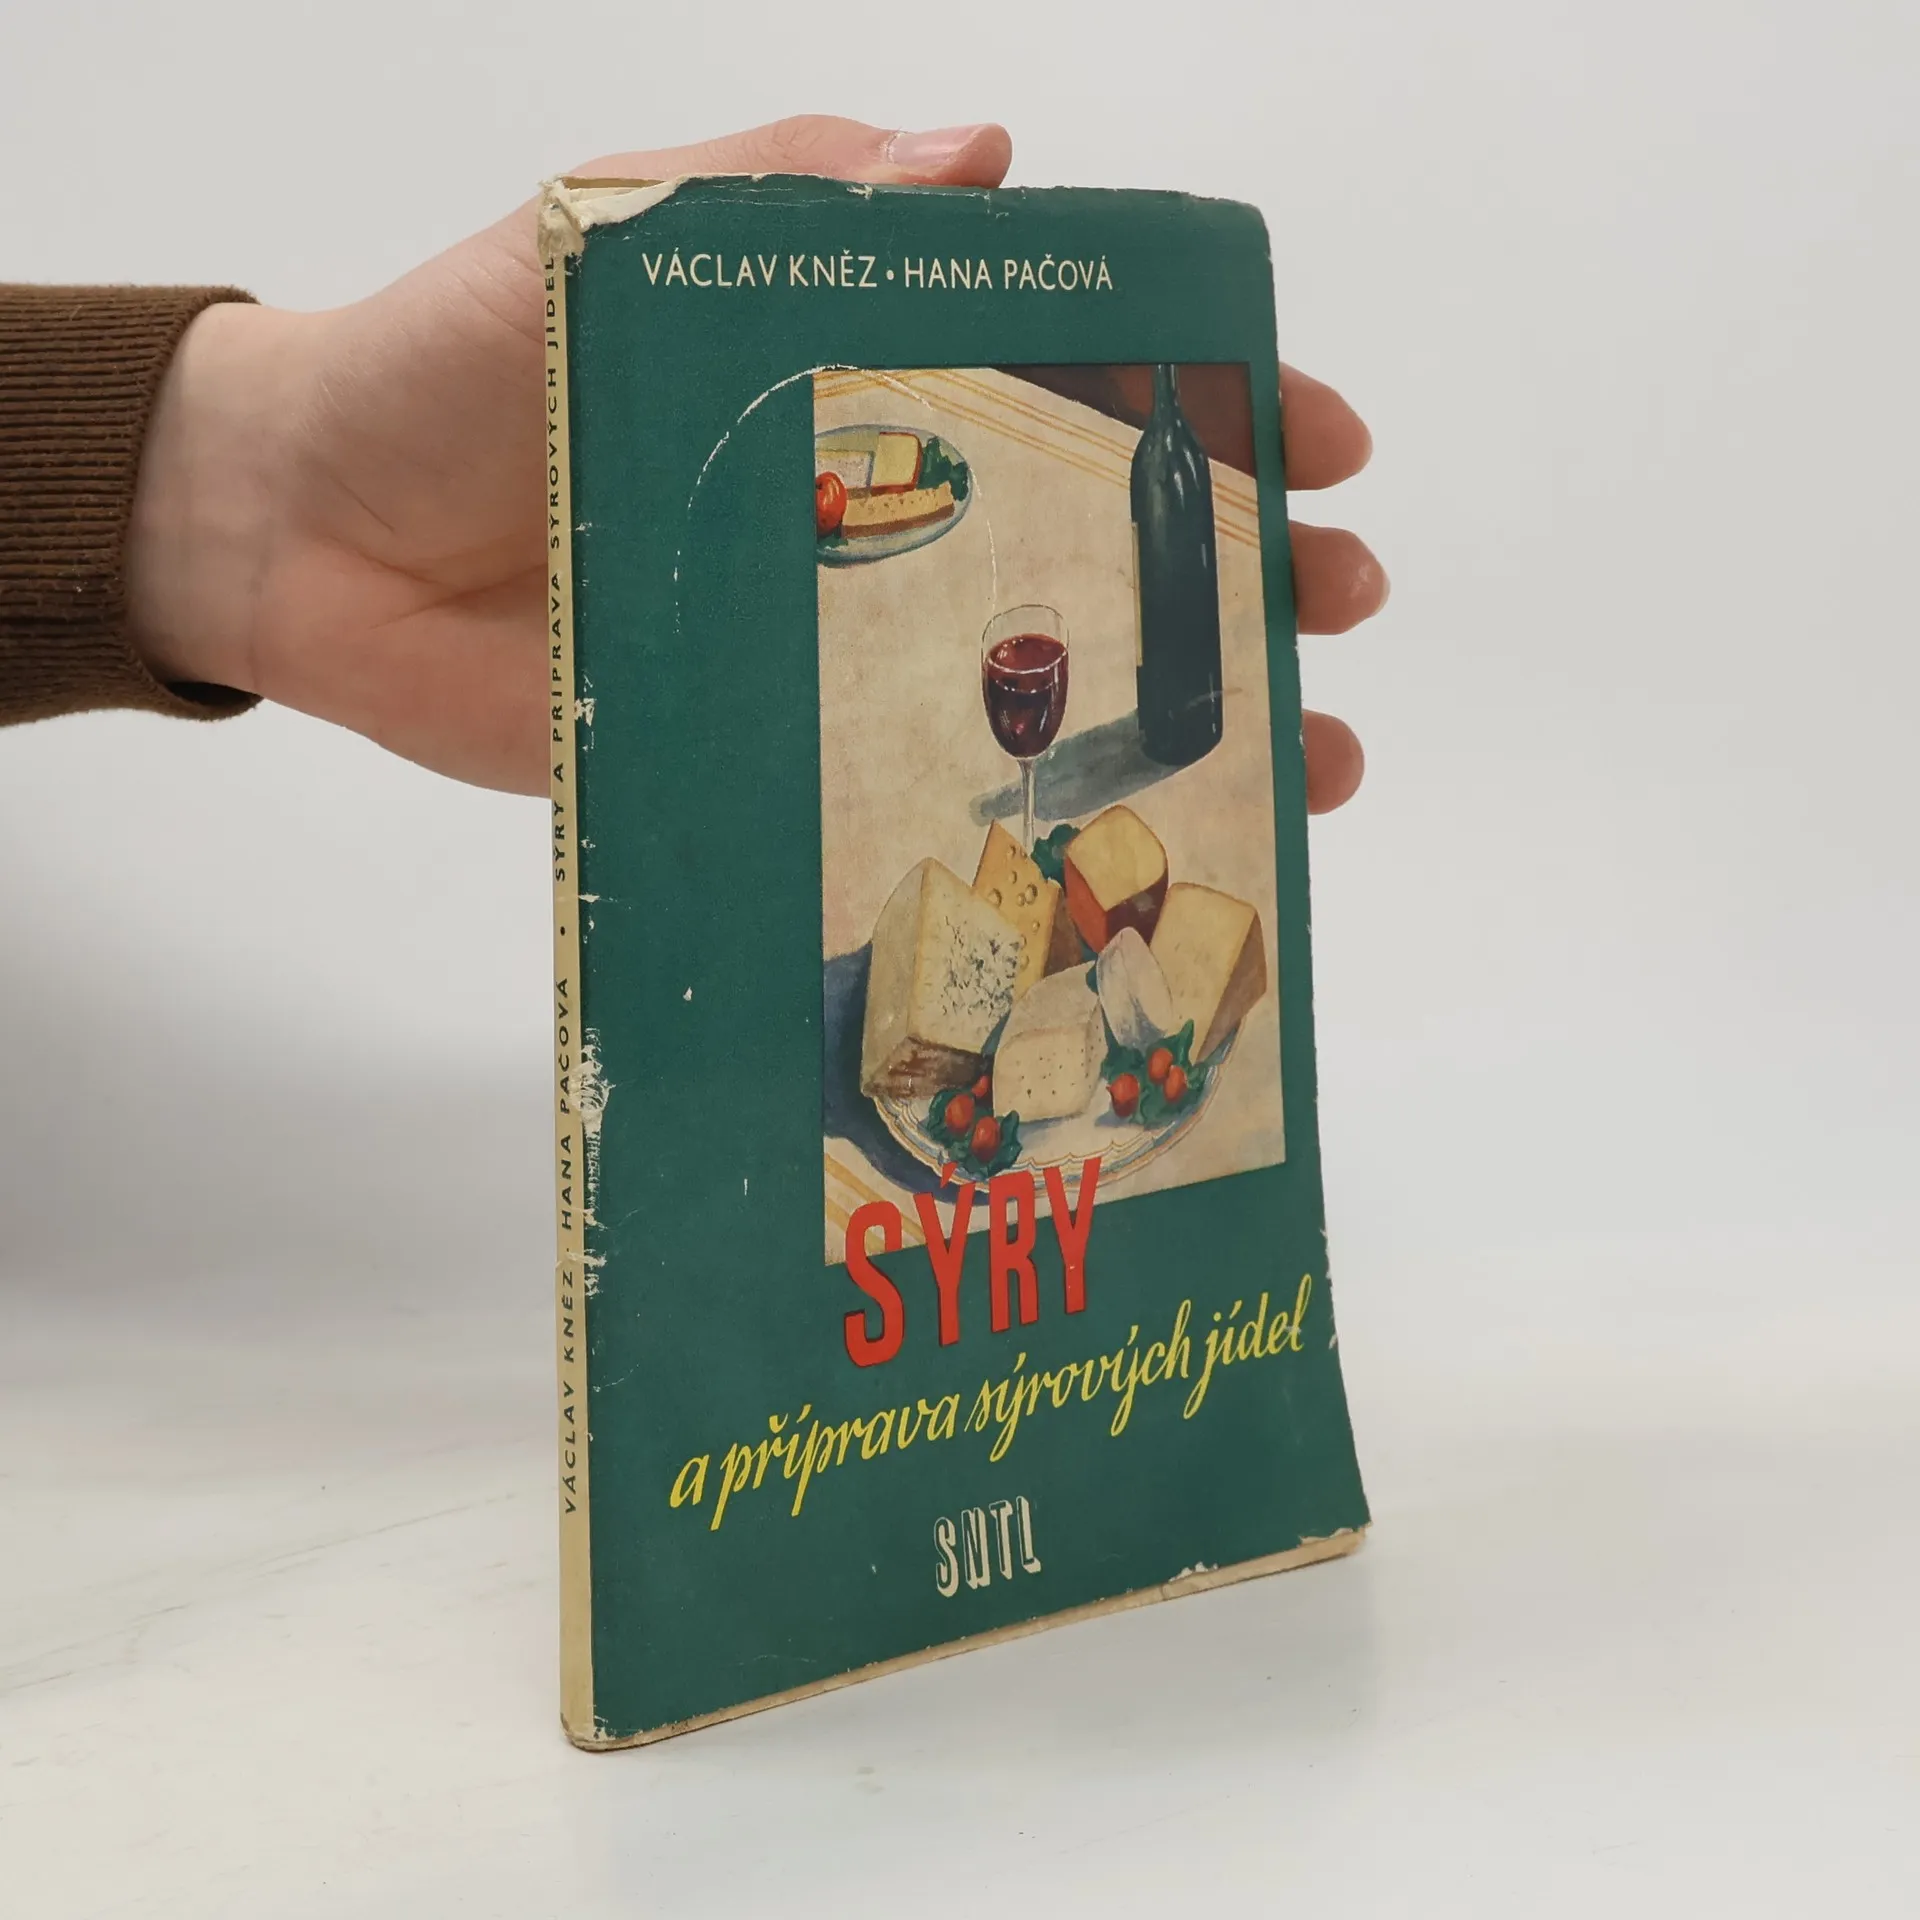 VÁCLAV KNĚZ • HANA PAČOVÁ
SÝRY
a příprava sýrových jídel
SNTL
VÁCLAV KNĚZ · HANA PAČOVÁ • SÝRY A PŘÍPRAVA SÝROVÝCH JÍDEL